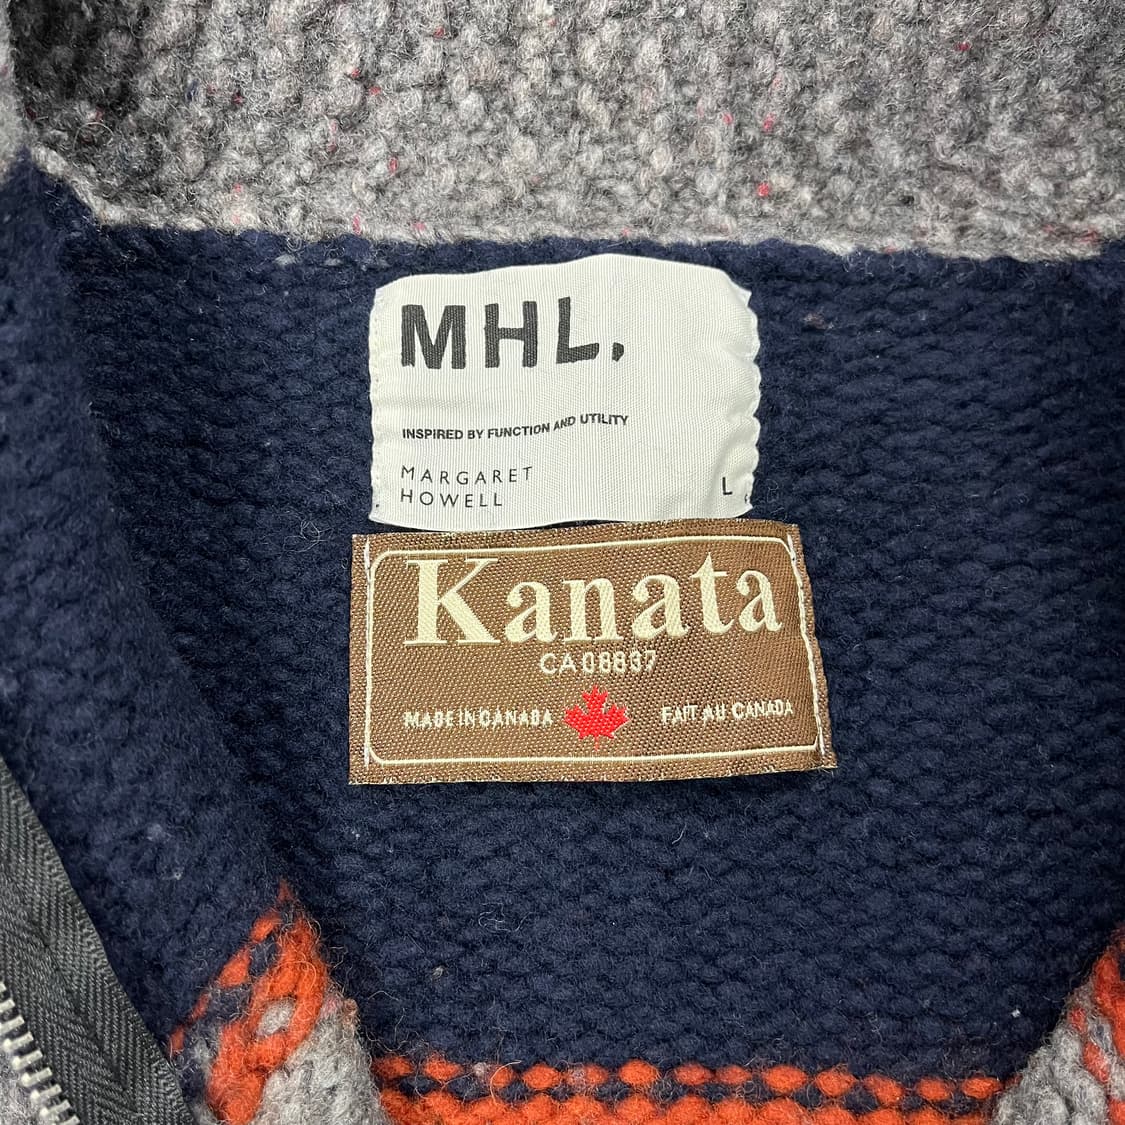 MHL.
INSPIRED BY FUNCTION AND UTILITY
MARGARET
HOWELL
L
Kanata
CA 08837
MADE IN CANADA
FAIT AU CANADA